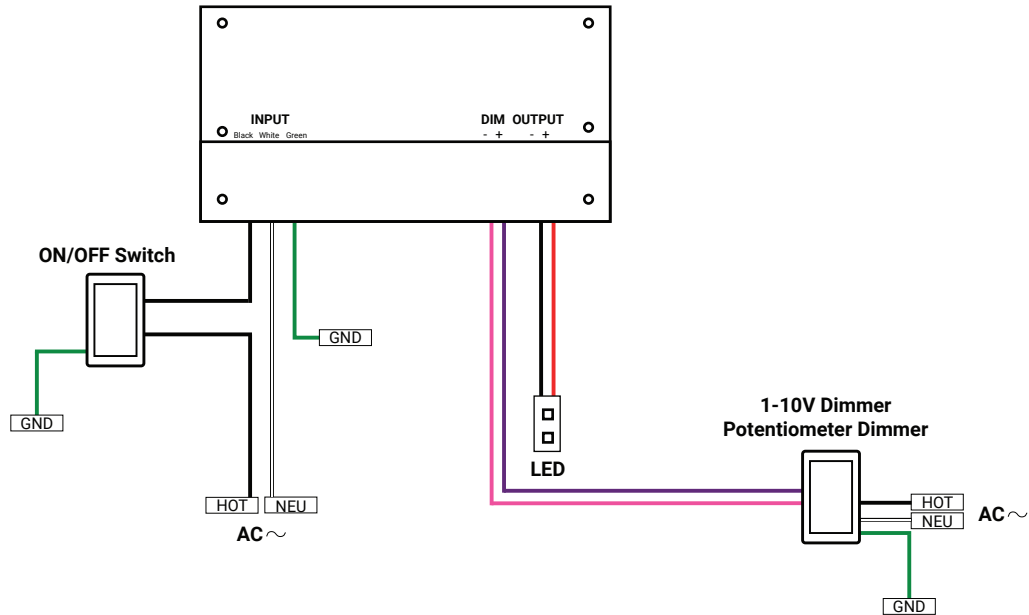 INPUT
Black White Green
DIM OUTPUT
- + - +
ON/OFF Switch
GND
GND
HOT NEU
AC
LED
1-10V Dimmer
Potentiometer Dimmer
HOT
NEU
AC
GND